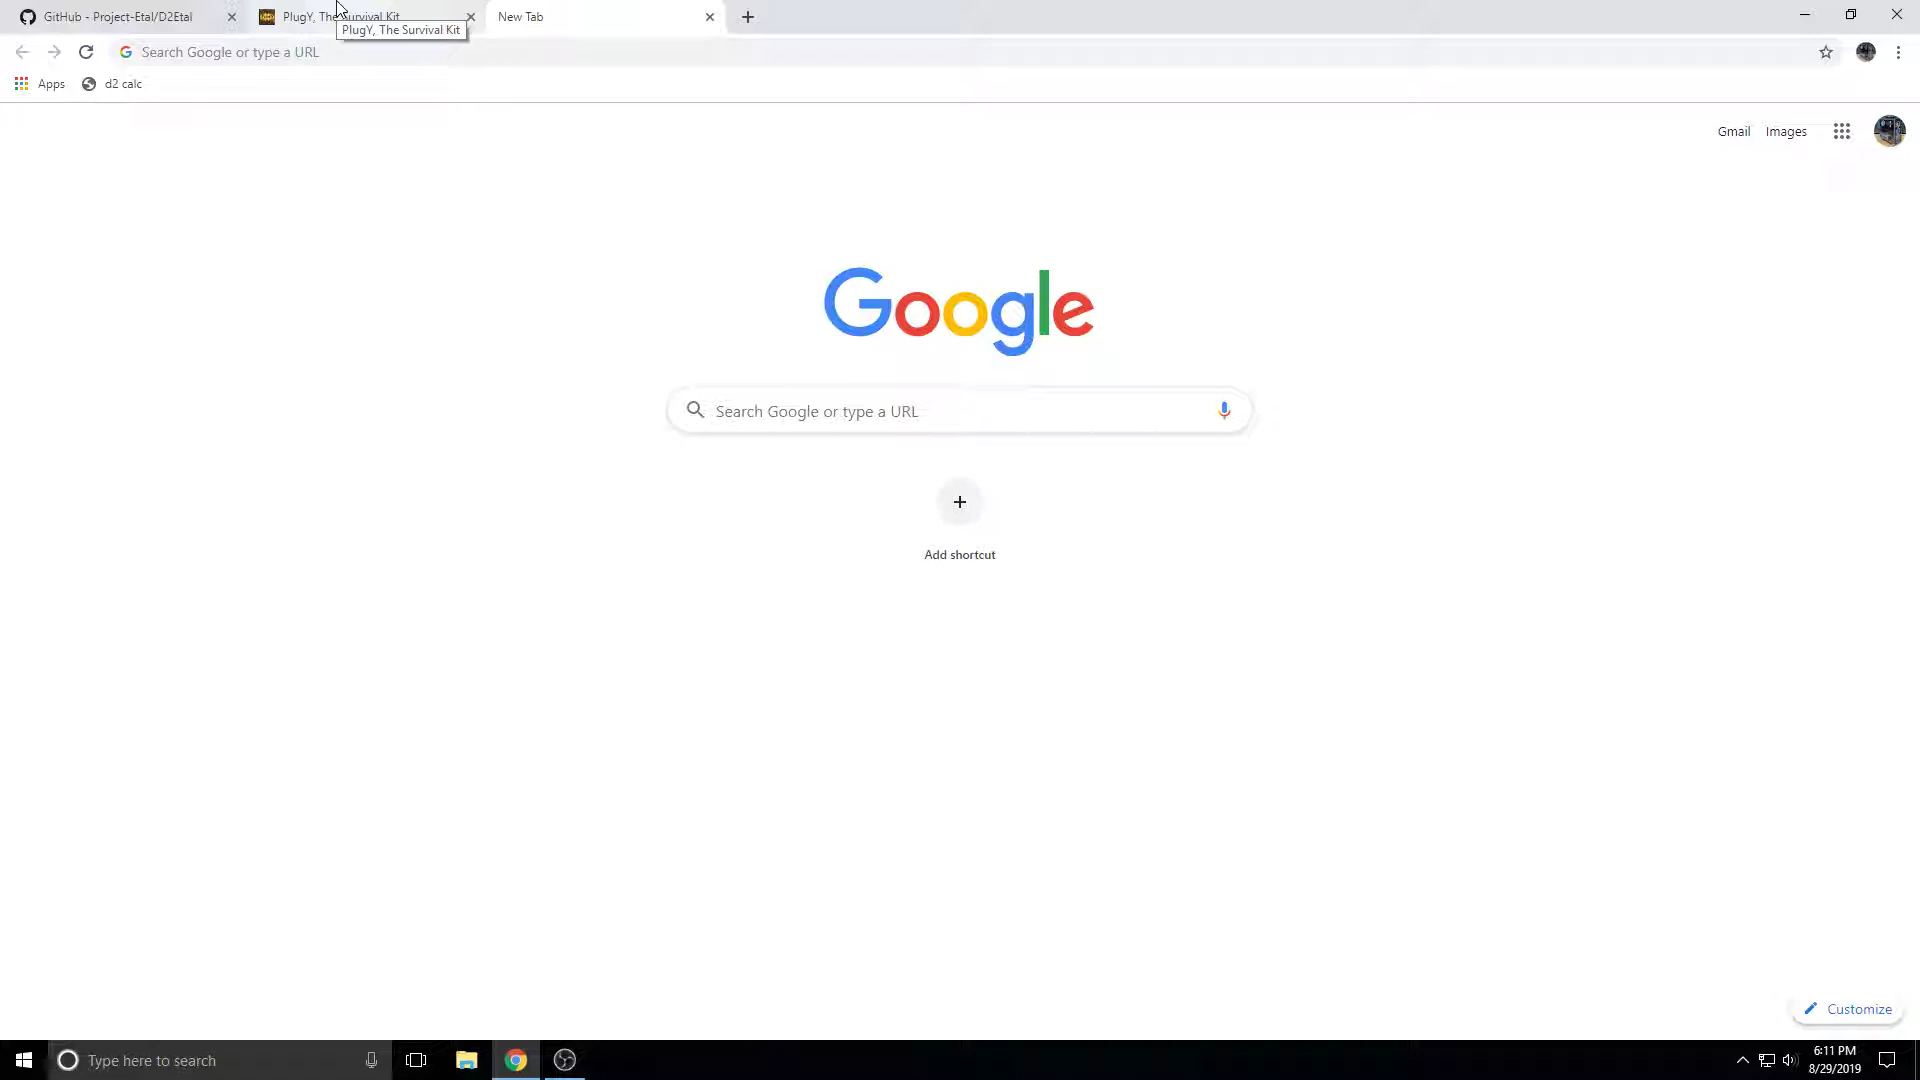 GitHub - Project-Etal/D2Etal
PlugY, The Survival Kit
New Tab
PlugY, The Survival Kit
Search Google or type a URL
Apps
d2 calc
Gmail
Images
Google
Search Google or type a URL
Add shortcut
Customize
Type here to search
6:11 PM
8/29/2019